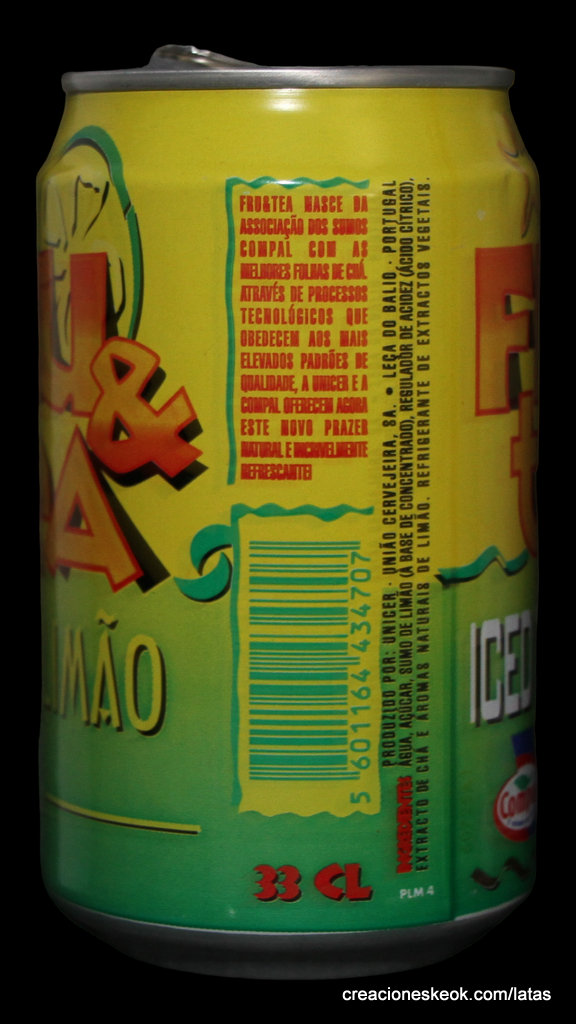 U
&
EA
LIMÃO
FRU&TEA NASCE DA
ASSOCIAÇÃO DOS SUMOS
COMPAL COM AS
MELHORES FOLHAS DE CHÁ.
ATRAVÉS DE PROCESSOS
TECNOLÓGICOS QUE
OBEDECEM AOS MAIS
ELEVADOS PADRÕES DE
QUALIDADE, A UNICER E A
COMPAL OFERECEM AGORA
ESTE NOVO PRAZER
NATURAL E INCRIVELMENTE
REFRESCANTE!
5 601164 434707
PRODUZIDO POR: UNICER · UNIÃO CERVEJEIRA, SA. • LEÇA DO BALIO · PORTUGAL
INGREDIENTES ÁGUA, AÇÚCAR, SUMO DE LIMÃO (À BASE DE CONCENTRADO), REGULADOR DE ACIDEZ (ÁCIDO CÍTRICO),
EXTRACTO DE CHÁ E AROMAS NATURAIS DE LIMÃO. REFRIGERANTE DE EXTRACTOS VEGETAIS.
33 CL
PLM 4
F
t
ICED
Comp
creacioneskeok.com/latas